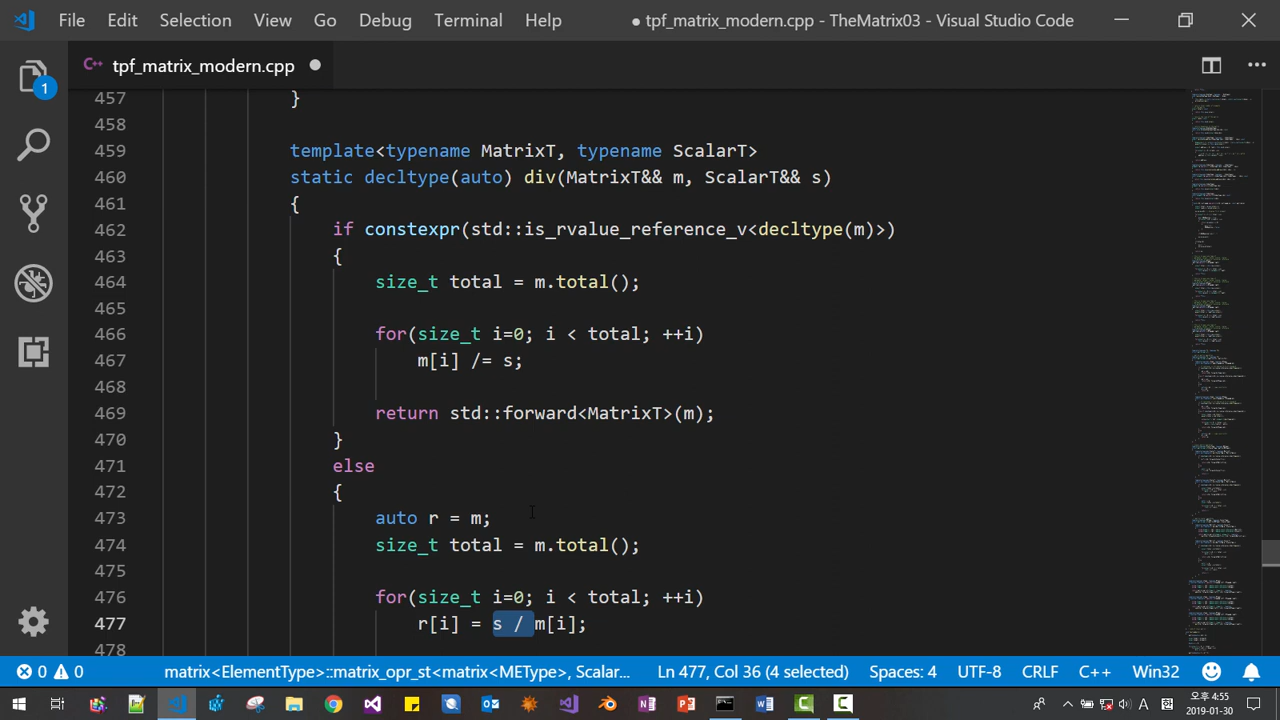 File Edit Selection View Go Debug Terminal Help ● tpf_matrix_modern.cpp - TheMatrix03 - Visual Studio Code
C++ tpf_matrix_modern.cpp ●
1
457 }
458
459 template<typename MatrixT, typename ScalarT>
460 static decltype(auto) div(MatrixT&& m, ScalarT&& s)
461 {
462 if constexpr(std::is_rvalue_reference_v<decltype(m)>)
463 {
464 size_t total = m.total();
465
466 for(size_t i=0; i < total; ++i)
467 m[i] /= s;
468
469 return std::forward<MatrixT>(m);
470 }
471 else
472 {
473 auto r = m;
474 size_t total = m.total();
475
476 for(size_t i=0; i < total; ++i)
477 r[i] = s m[i];
478
0 0 matrix<ElementType>::matrix_opr_st<matrix<METype>, Scalar... Ln 477, Col 36 (4 selected) Spaces: 4 UTF-8 CRLF C++ Win32
A 오후 4:55
2019-01-30